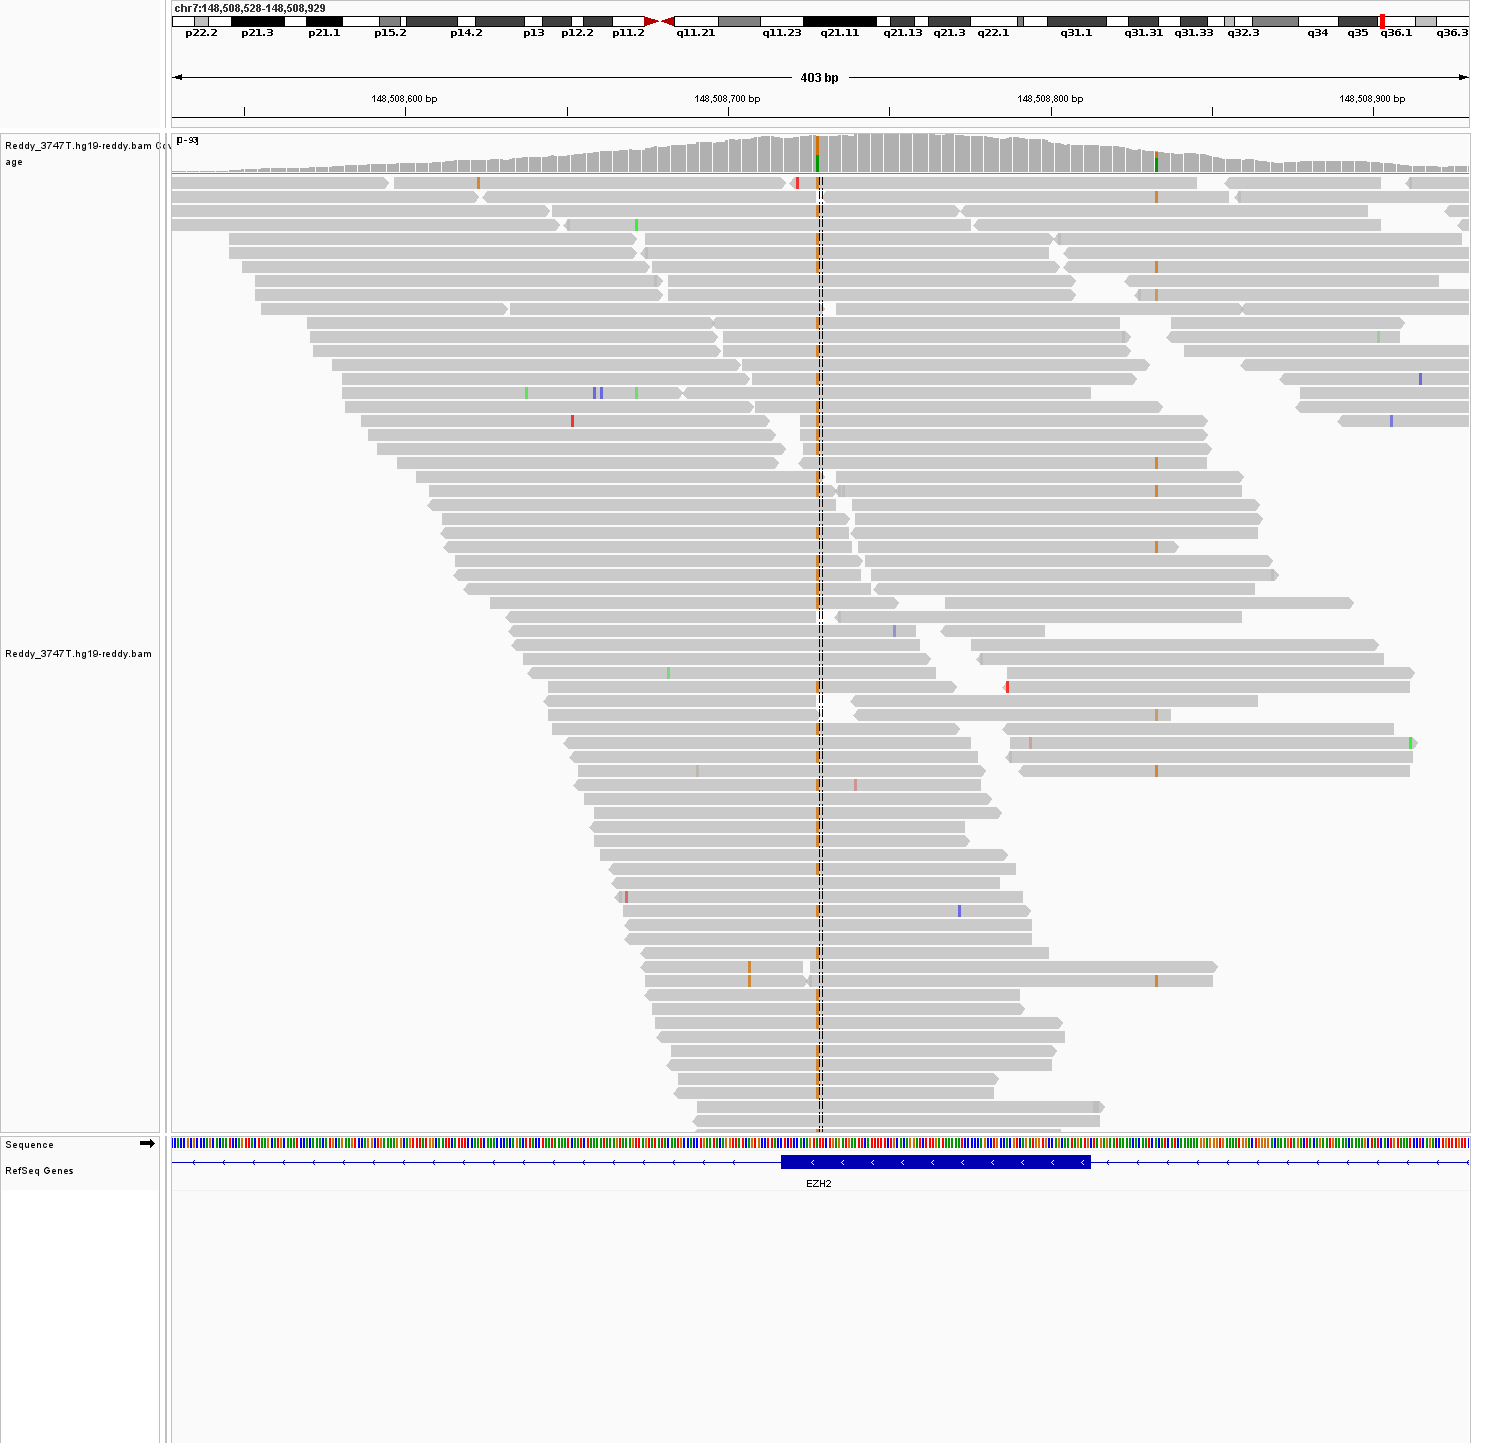 chr7:148,508,528-148,508,929
p22.2 p21.3 p21.1 p15.2 p14.2 p13 p12.2 p11.2 q11.21 q11.23 q21.11 q21.13 q21.3 q22.1 q31.1 q31.31 q31.33 q32.3 q34 q35 q36.1 q36.3
403 bp
148,508,600 bp 148,508,700 bp 148,508,800 bp 148,508,900 bp
Reddy_3747T.hg19-reddy.bam Cov
age
[0-93]
Reddy_3747T.hg19-reddy.bam
Sequence
RefSeq Genes
EZH2